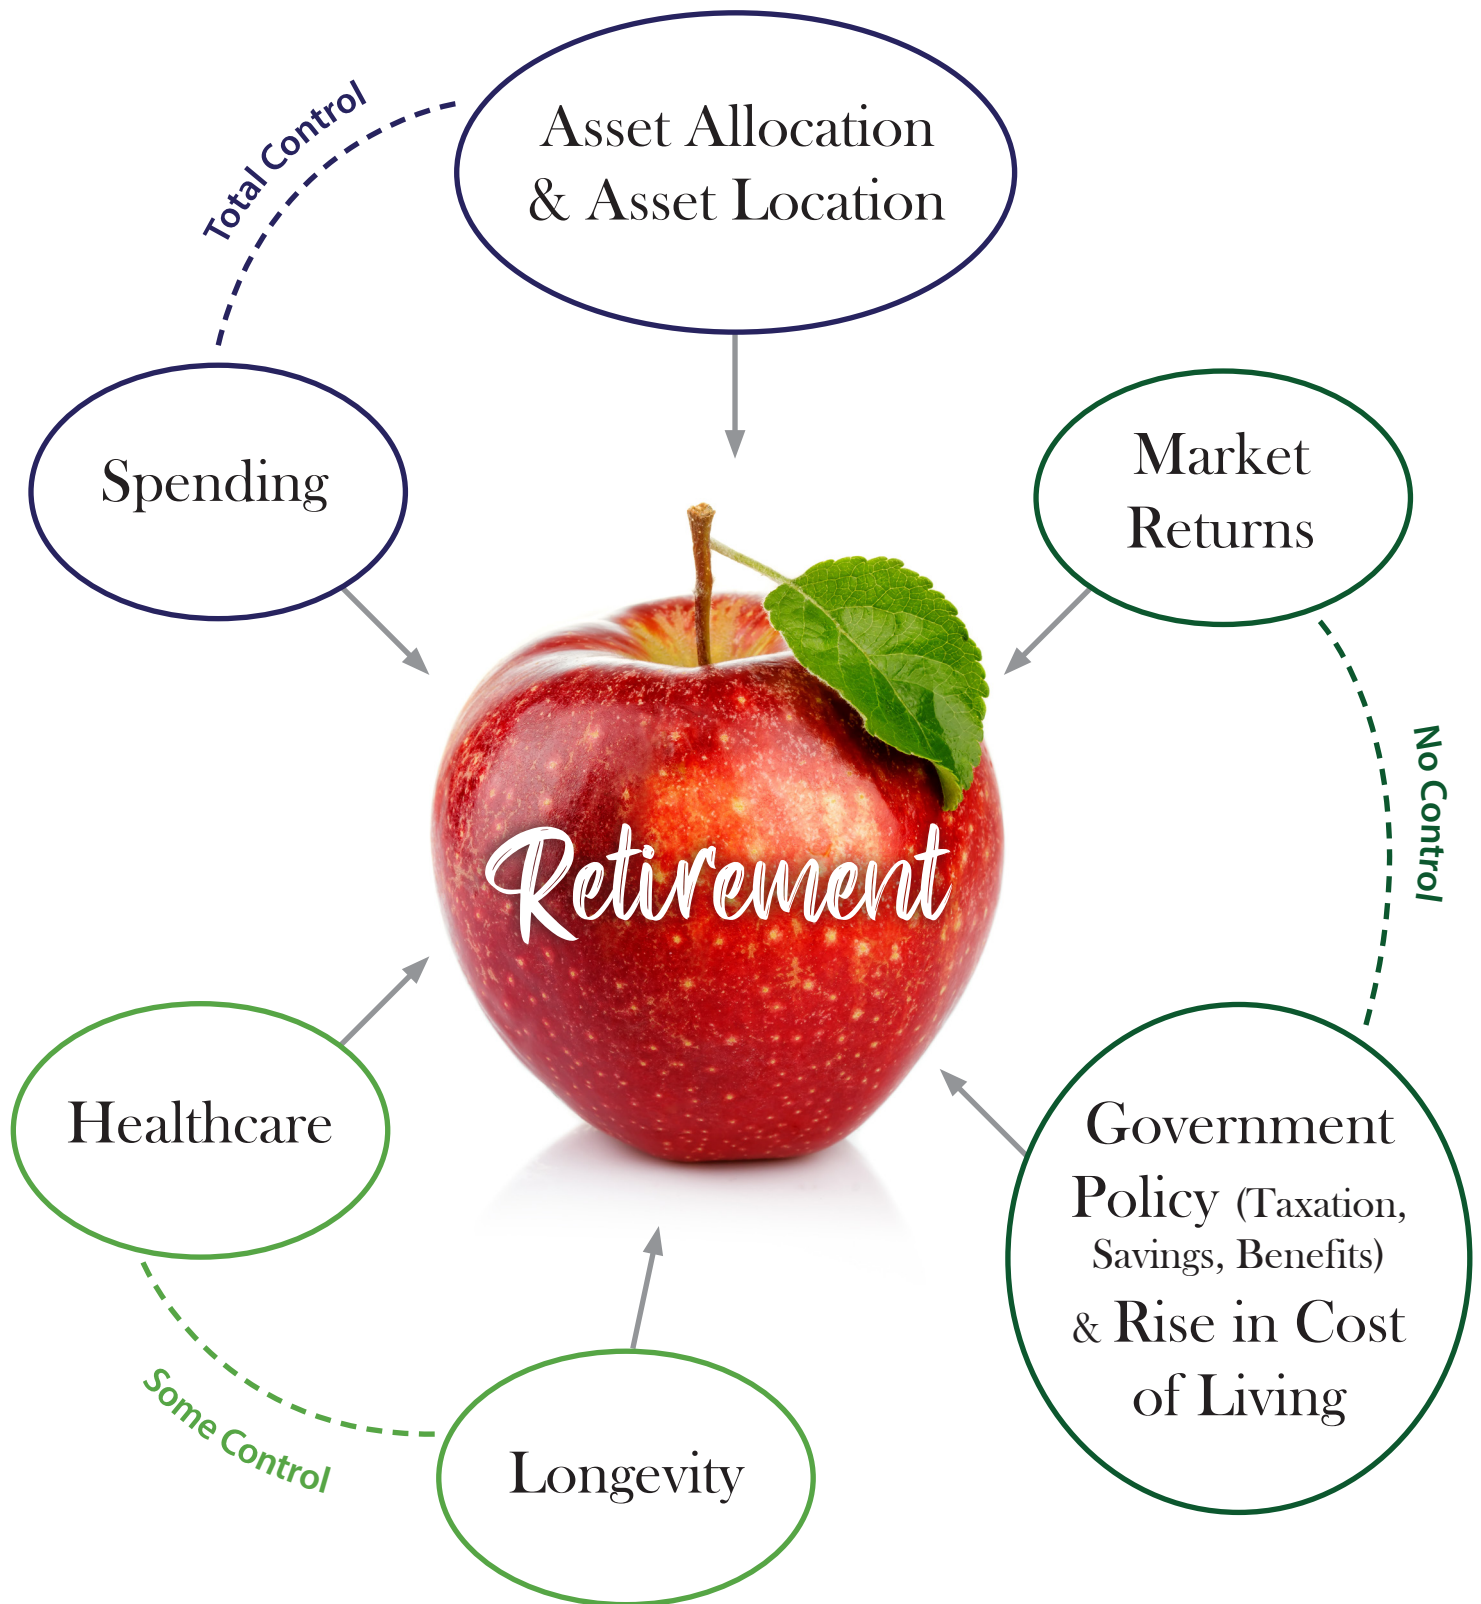 Total Control
Asset Allocation
& Asset Location
Spending
Market
Returns
No Control
Retirement
Healthcare
Government
Policy (Taxation,
Savings, Benefits)
& Rise in Cost
of Living
Some Control
Longevity